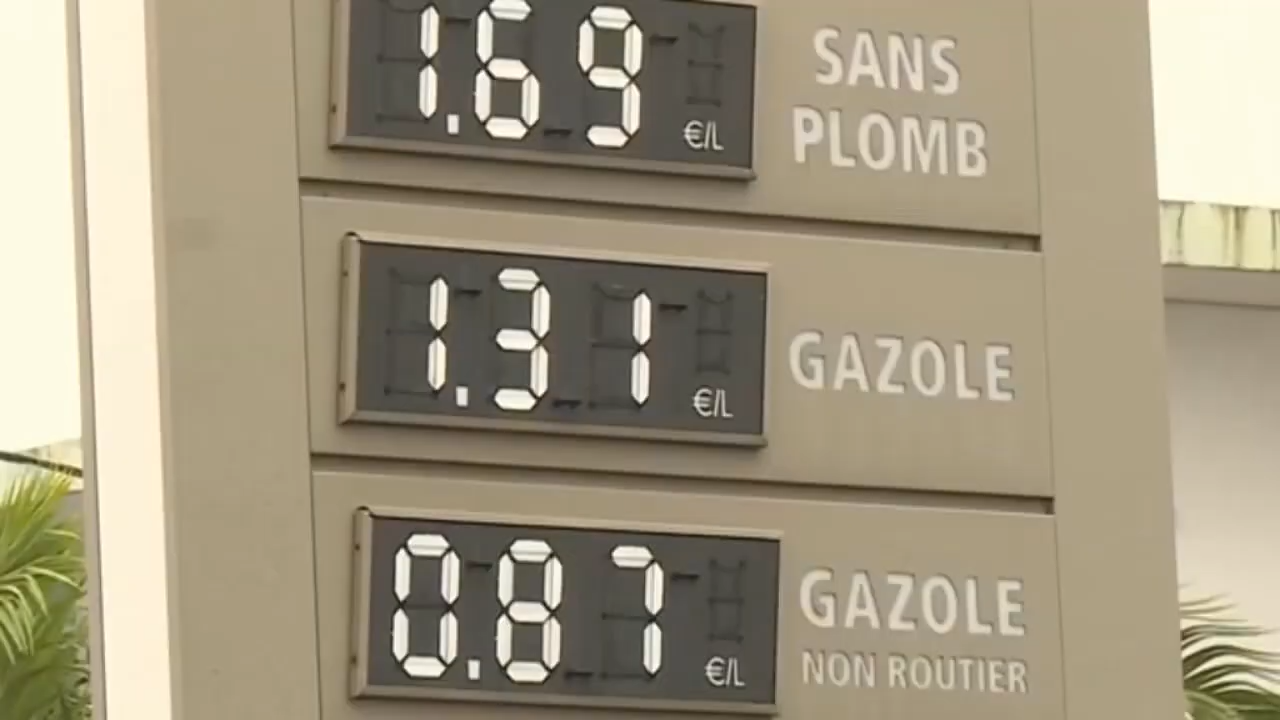 1.69 €/L
SANS
PLOMB
1.31 €/L
GAZOLE
0.87 €/L
GAZOLE
NON ROUTIER